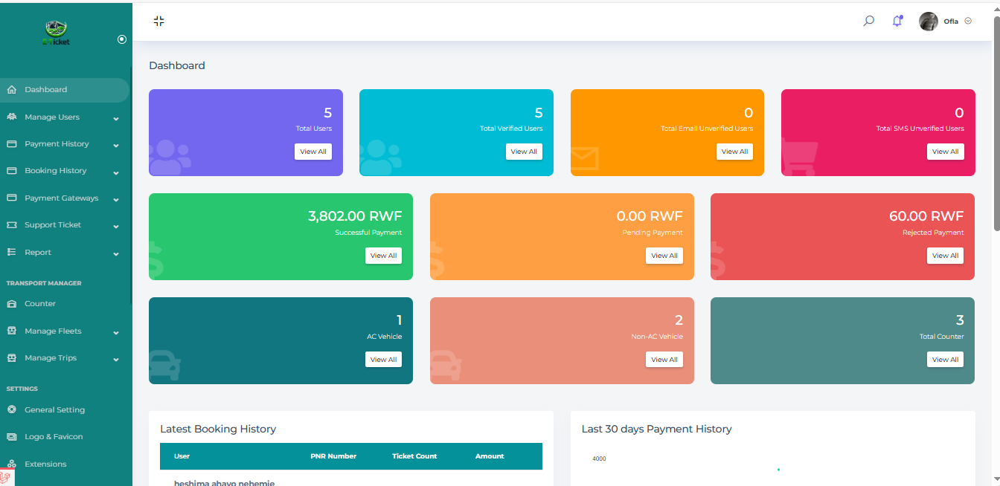 E-Ticket
Ofla
Dashboard
Manage Users
Payment History
Booking History
Payment Gateways
Support Ticket
Report
TRANSPORT MANAGER
Counter
Manage Fleets
Manage Trips
SETTINGS
General Setting
Logo & Favicon
Extensions
Dashboard
5
Total Users
View All
5
Total Verified Users
View All
0
Total Email Unverified Users
View All
0
Total SMS Unverified Users
View All
3,802.00 RWF
Successful Payment
View All
0.00 RWF
Pending Payment
View All
60.00 RWF
Rejected Payment
View All
1
AC Vehicle
View All
2
Non-AC Vehicle
View All
3
Total Counter
View All
Latest Booking History
User PNR Number Ticket Count Amount
heshima abayo nehemie
Last 30 days Payment History
4000